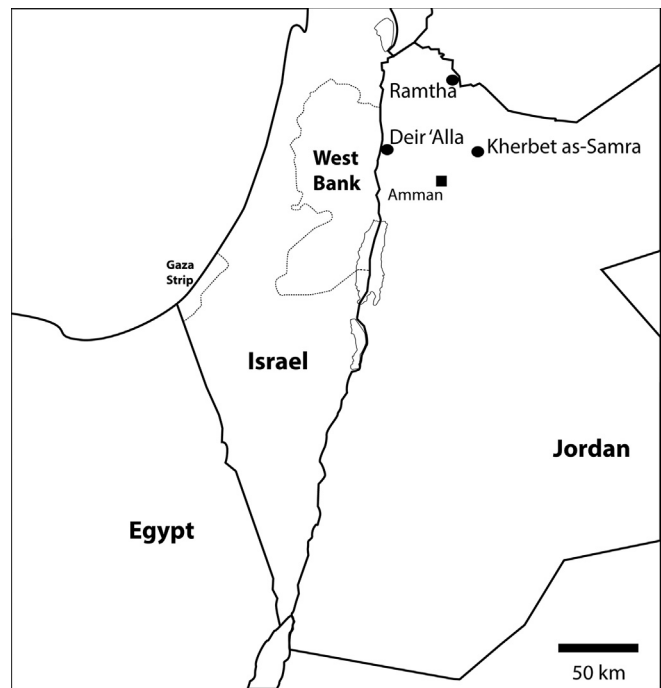 Ramtha
Deir ‘Alla
Kherbet as-Samra
West
Bank
Amman
Gaza
Strip
Israel
Jordan
Egypt
50 km